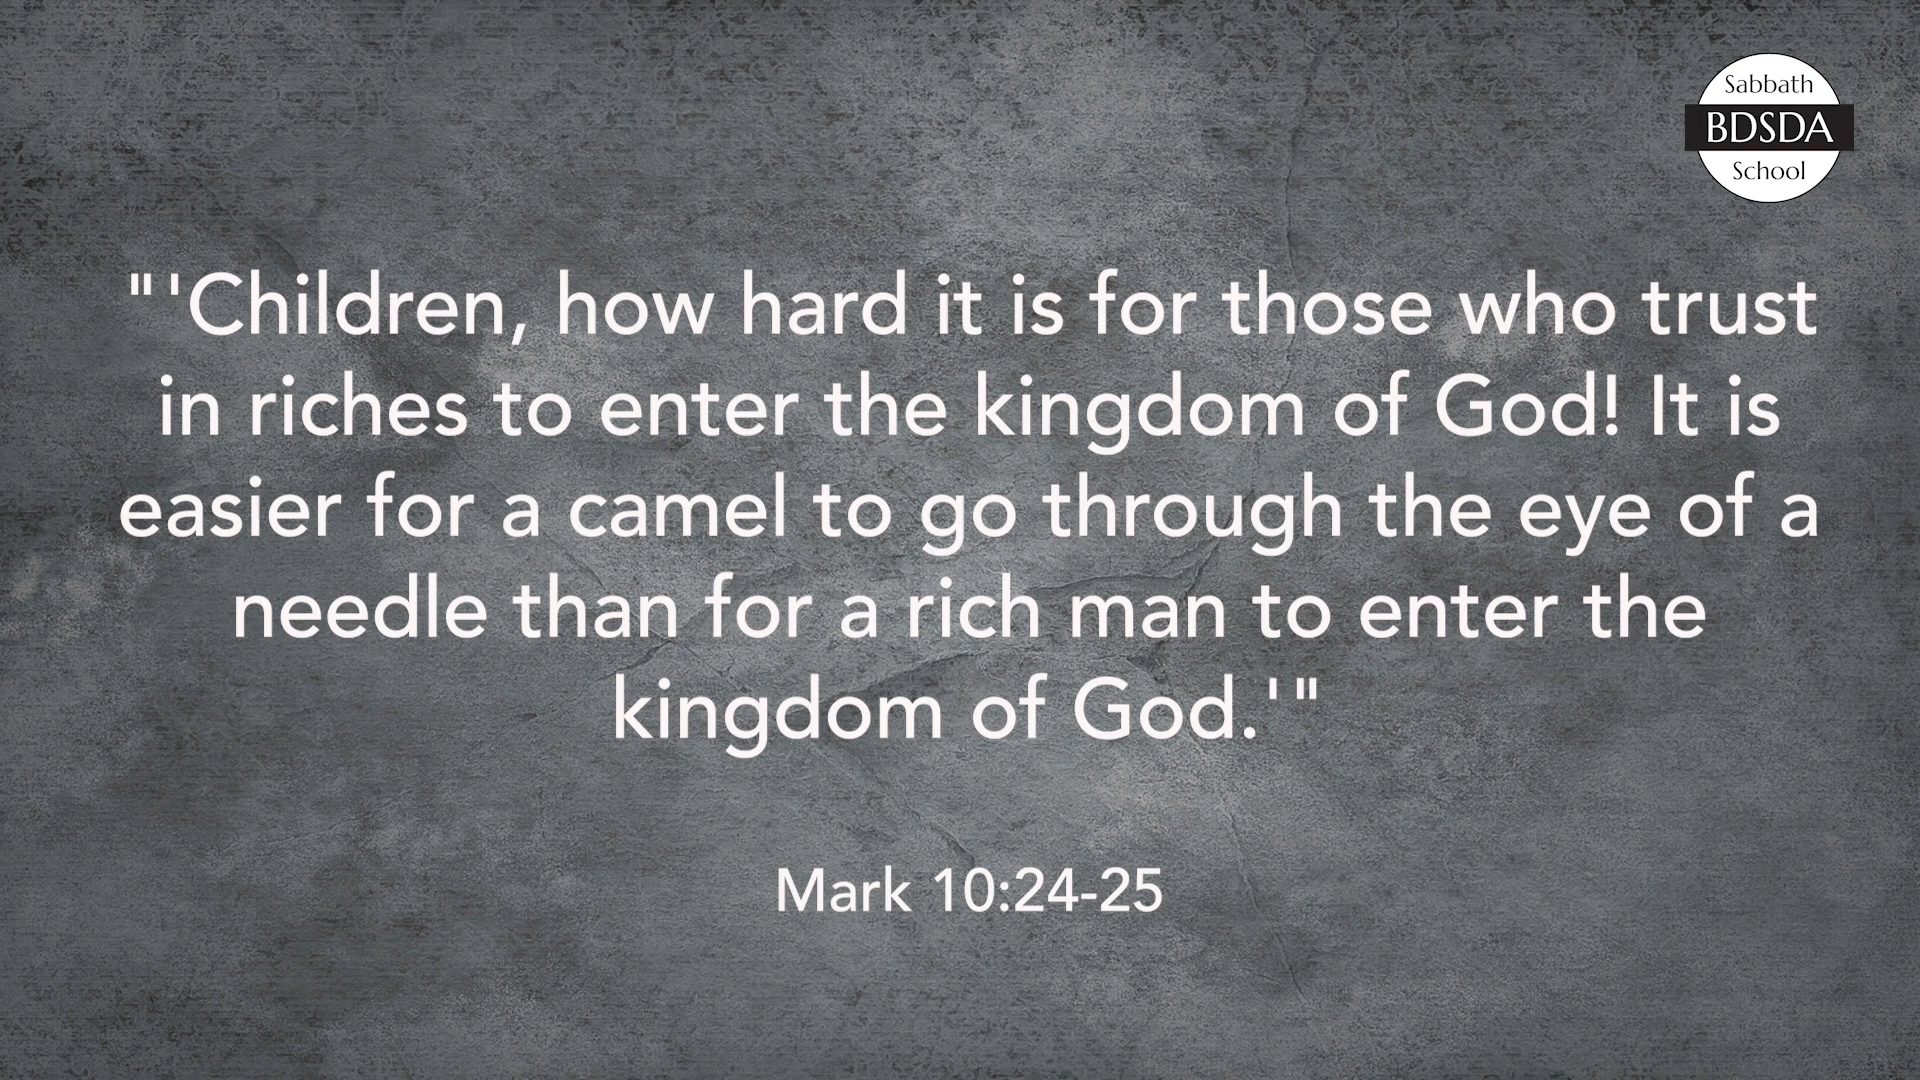 Sabbath
BDSDA
School
"'Children, how hard it is for those who trust
in riches to enter the kingdom of God! It is
easier for a camel to go through the eye of a
needle than for a rich man to enter the
kingdom of God.'"
Mark 10:24-25